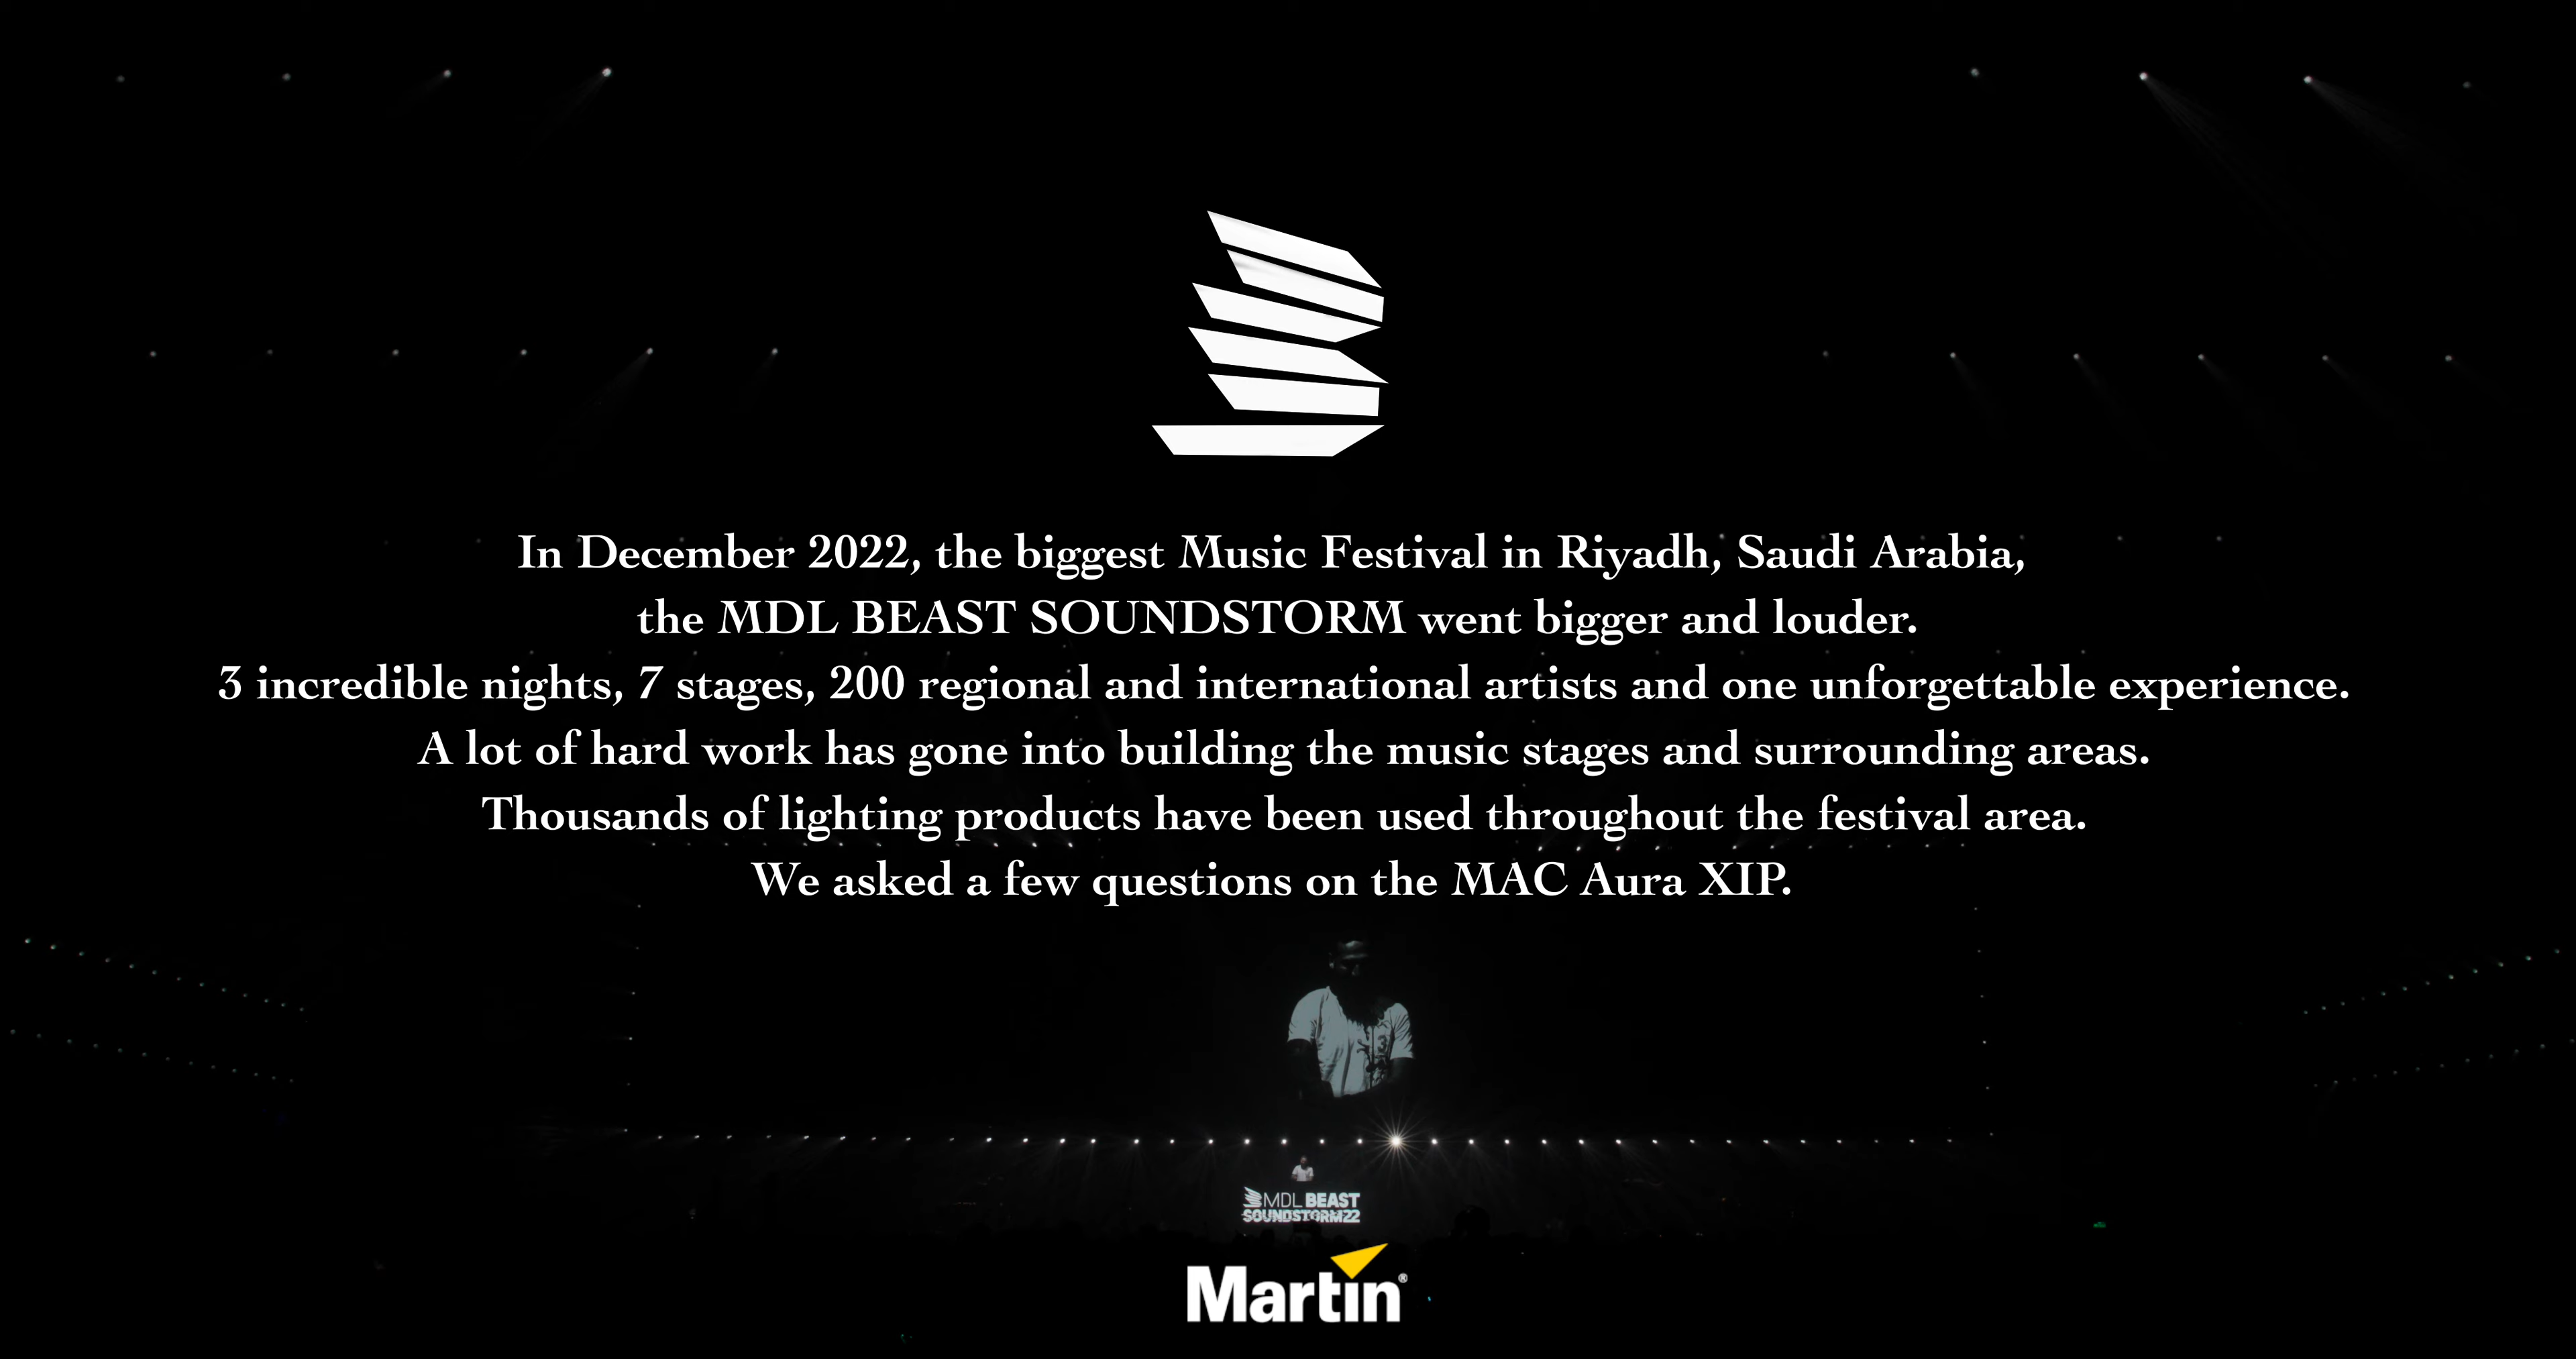 In December 2022, the biggest Music Festival in Riyadh, Saudi Arabia,
the MDL BEAST SOUNDSTORM went bigger and louder.
3 incredible nights, 7 stages, 200 regional and international artists and one unforgettable experience.
A lot of hard work has gone into building the music stages and surrounding areas.
Thousands of lighting products have been used throughout the festival area.
We asked a few questions on the MAC Aura XIP.
MDL BEAST
SOUNDSTORM22
Martin®